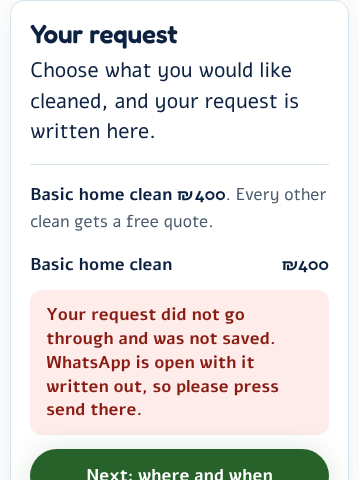 Your request
Choose what you would like
cleaned, and your request is
written here.
Basic home clean ₪400. Every other
clean gets a free quote.
Basic home clean ₪400
Your request did not go
through and was not saved.
WhatsApp is open with it
written out, so please press
send there.
Next: where and when